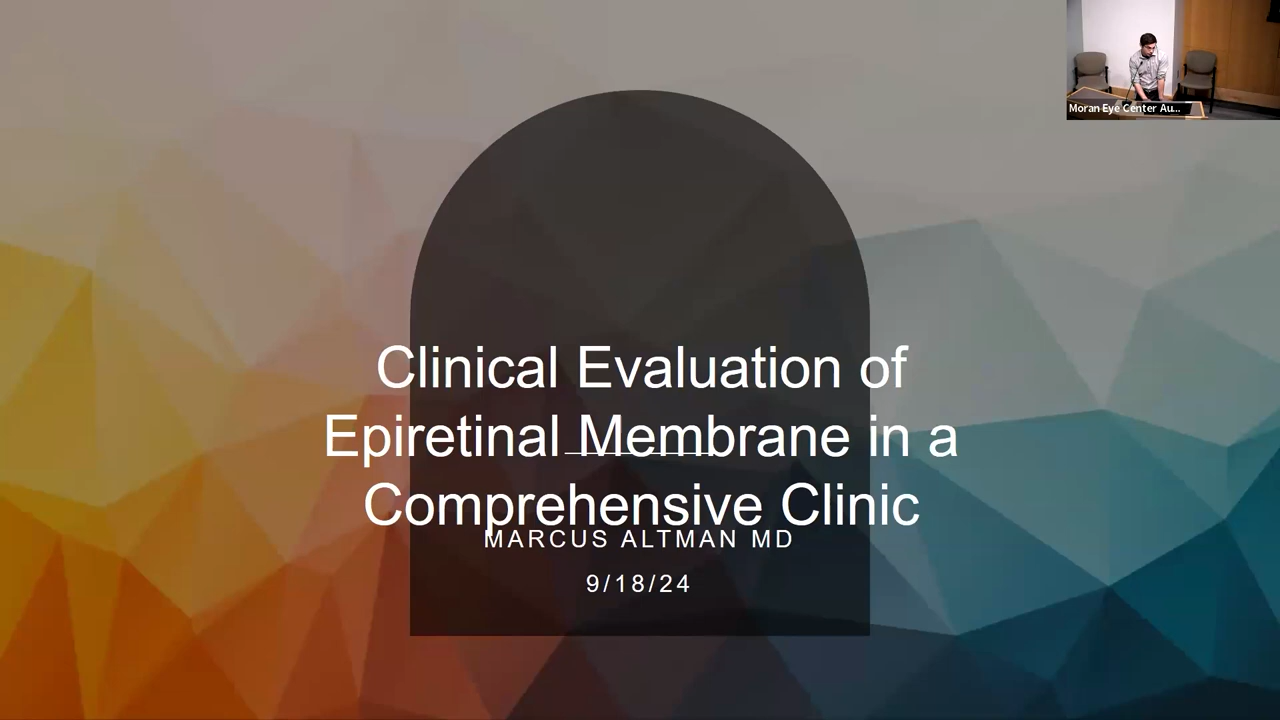 Moran Eye Center Au...
Clinical Evaluation of
Epiretinal Membrane in a
Comprehensive Clinic
MARCUS ALTMAN MD
9/18/24